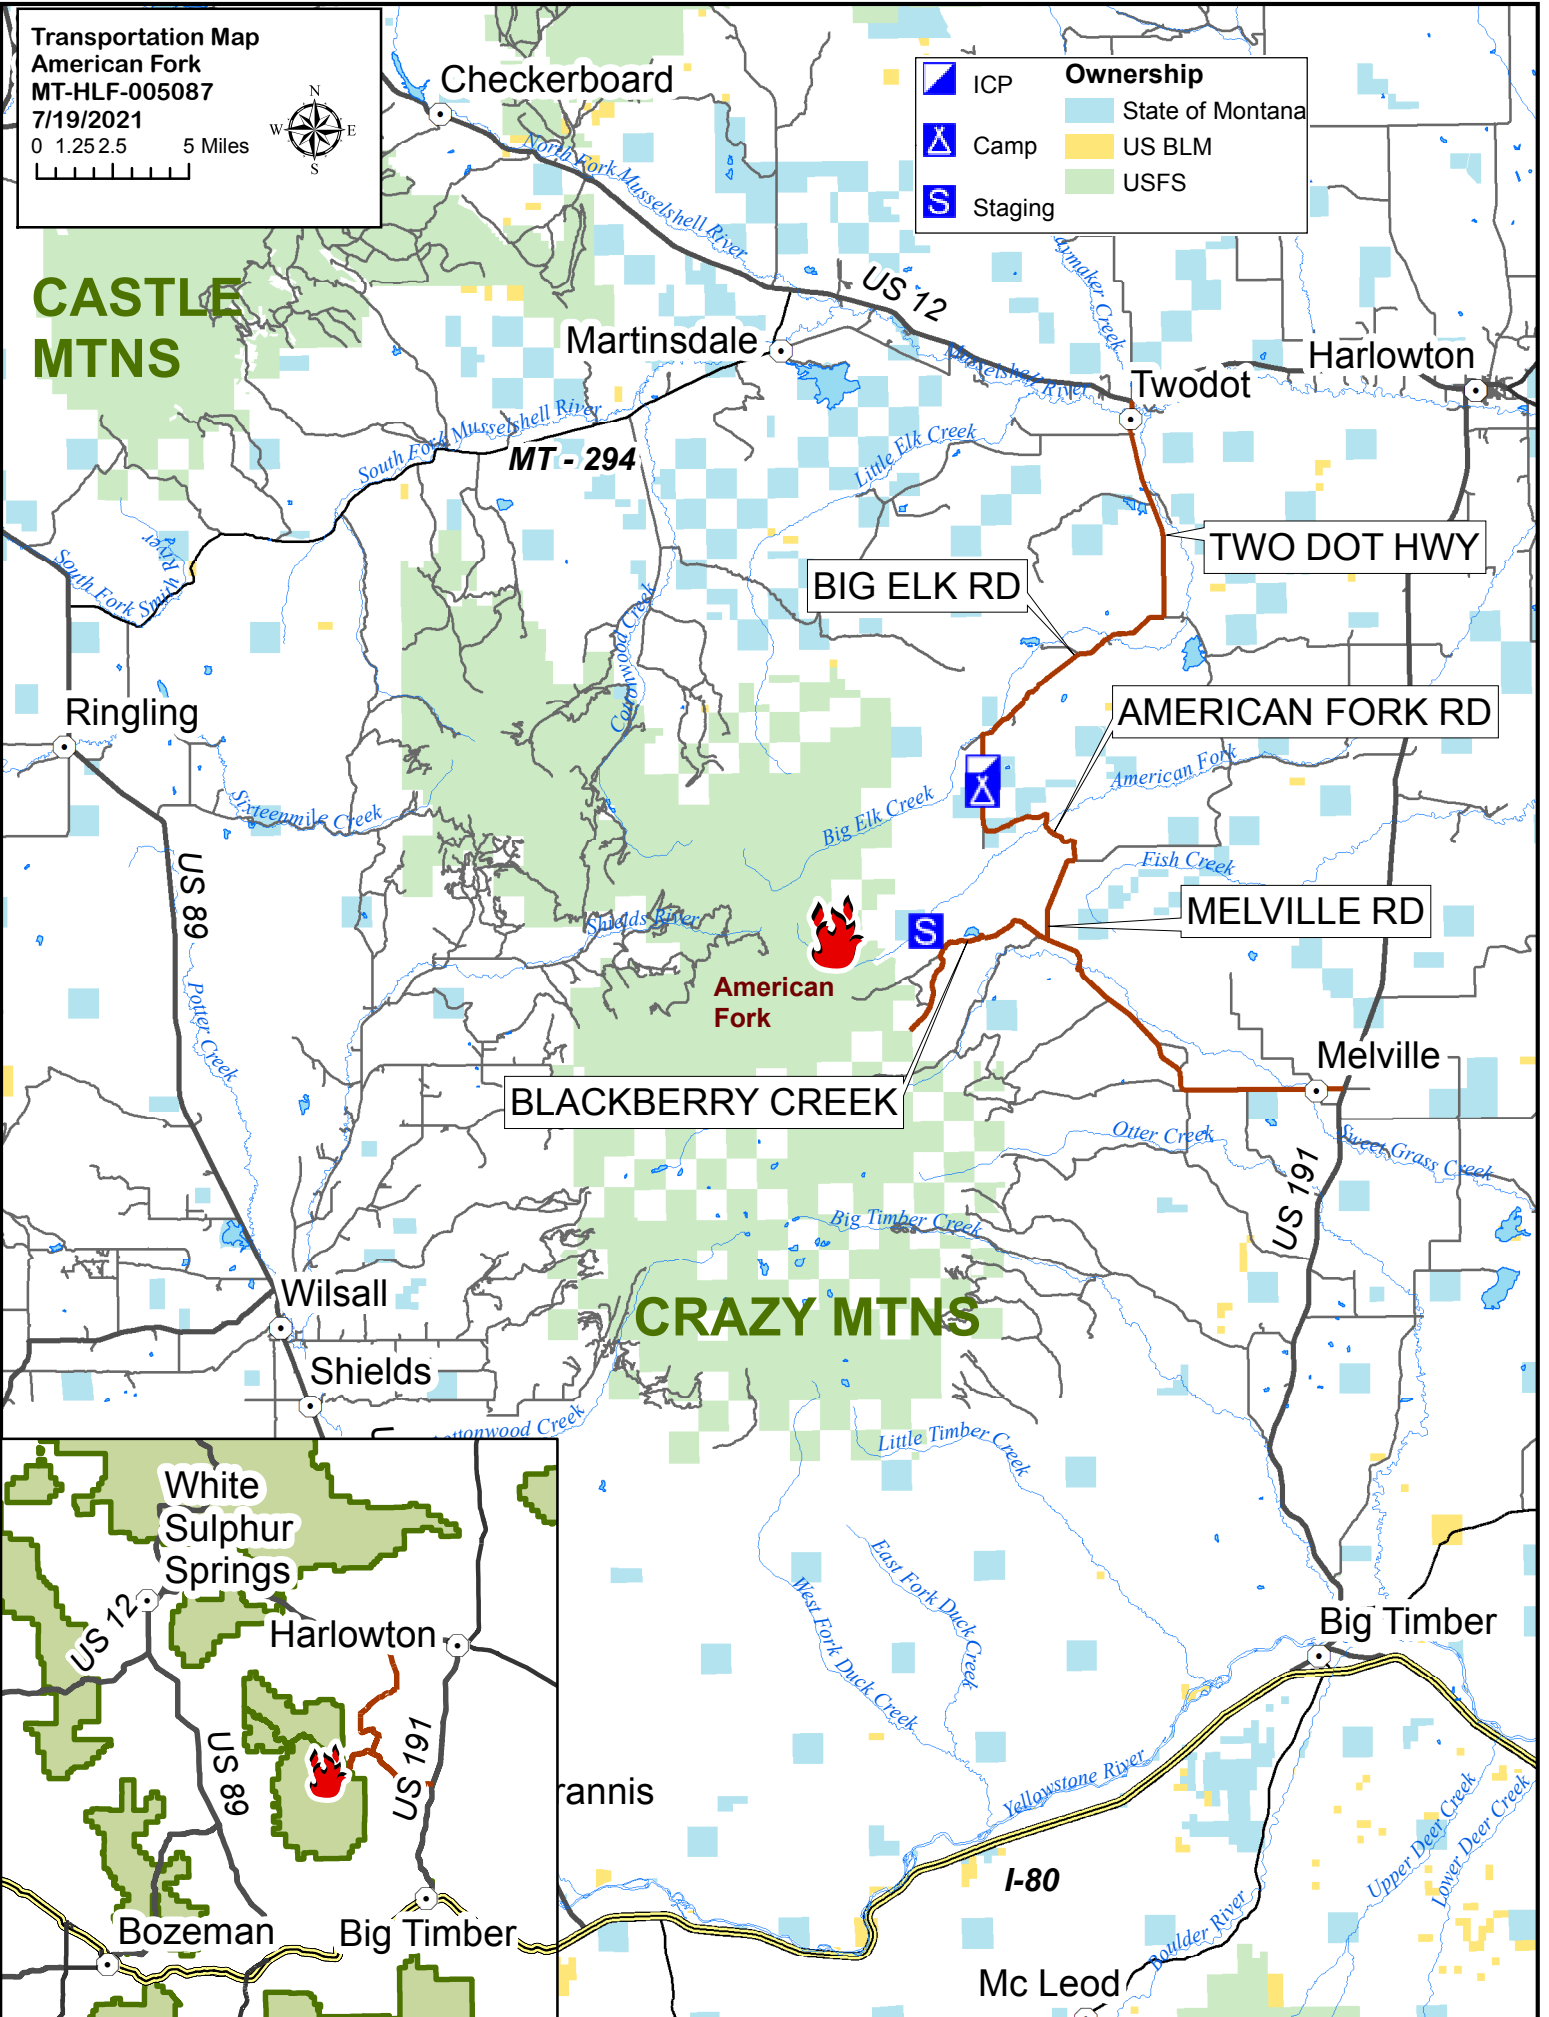 Transportation Map
American Fork
MT-HLF-005087
7/19/2021
0 1.25 2.5 5 Miles
N
W E
S
ICP
Camp
S Staging
Ownership
State of Montana
US BLM
USFS
Checkerboard
North Fork Musselshell River
CASTLE
MTNS
US 12
aymaker Creek
Martinsdale
Musselshell River
Harlowton
Twodot
South Fork Musselshell River
MT - 294
Little Elk Creek
TWO DOT HWY
BIG ELK RD
South Fork Smith River
Cottonwood Creek
Ringling
AMERICAN FORK RD
American Fork
Sixteenmile Creek
Big Elk Creek
Fish Creek
US 89
Shields River
S
MELVILLE RD
American
Fork
Potter Creek
Melville
BLACKBERRY CREEK
Otter Creek
Sweet Grass Creek
US 191
Big Timber Creek
Wilsall
CRAZY MTNS
Shields
U
ottonwood Creek
Little Timber Creek
East Fork Duck Creek
West Fork Duck Creek
Big Timber
Yellowstone River
rannis
I-80
Upper Deer Creek
Lower Deer Creek
Boulder River
Mc Leod
White
Sulphur
Springs
US 12
Harlowton
US 89
US 191
Bozeman
Big Timber